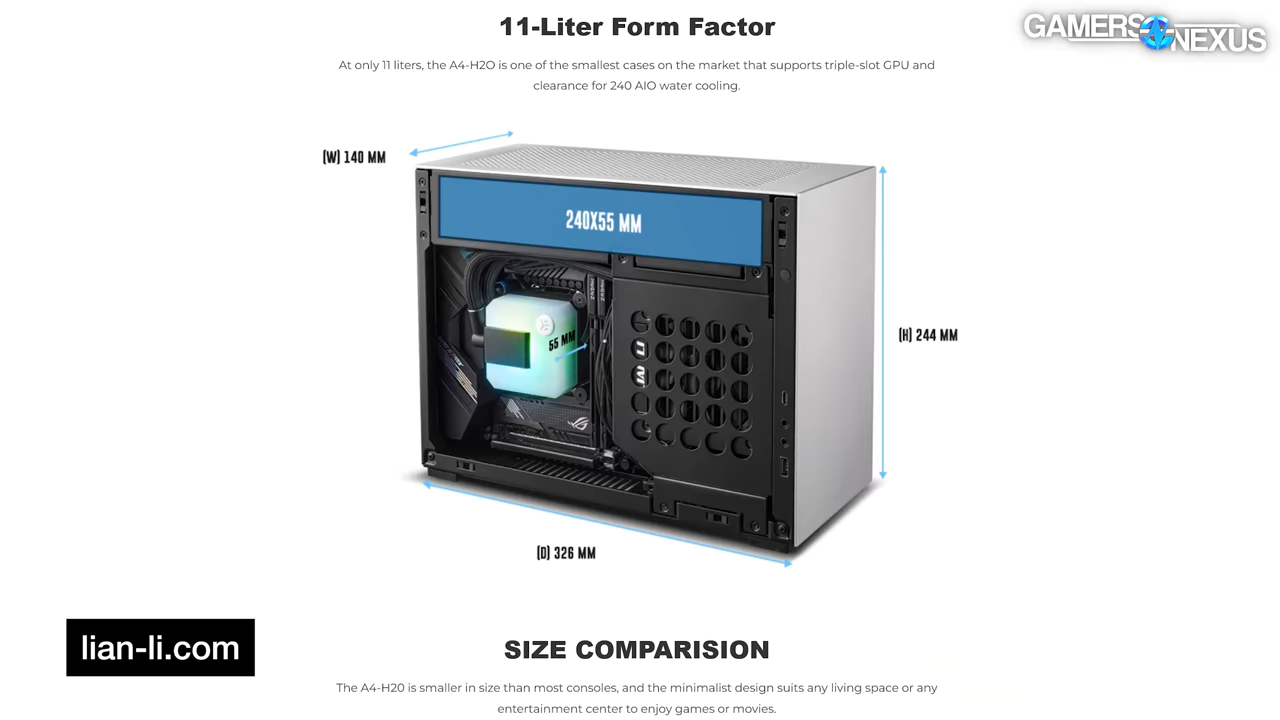 11-Liter Form Factor
GAMERS NEXUS
At only 11 liters, the A4-H2O is one of the smallest cases on the market that supports triple-slot GPU and
clearance for 240 AIO water cooling.
(W) 140 MM
240X55 MM
55 MM
(H) 244 MM
(D) 326 MM
lian-li.com
SIZE COMPARISION
The A4-H20 is smaller in size than most consoles, and the minimalist design suits any living space or any
entertainment center to enjoy games or movies.